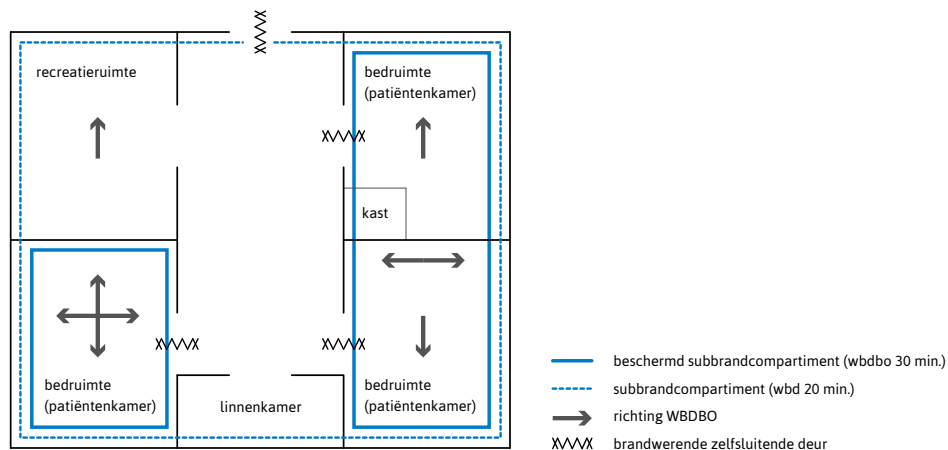 recreatieruimte
bedruimte
(patiëntenkamer)
kast
bedruimte
(patiëntenkamer)
linnenkamer
bedruimte
(patiëntenkamer)
beschermd subbrandcompartiment (wbdbo 30 min.)
subbrandcompartiment (wbd 20 min.)
richting WBDBO
brandwerende zelfsluitende deur